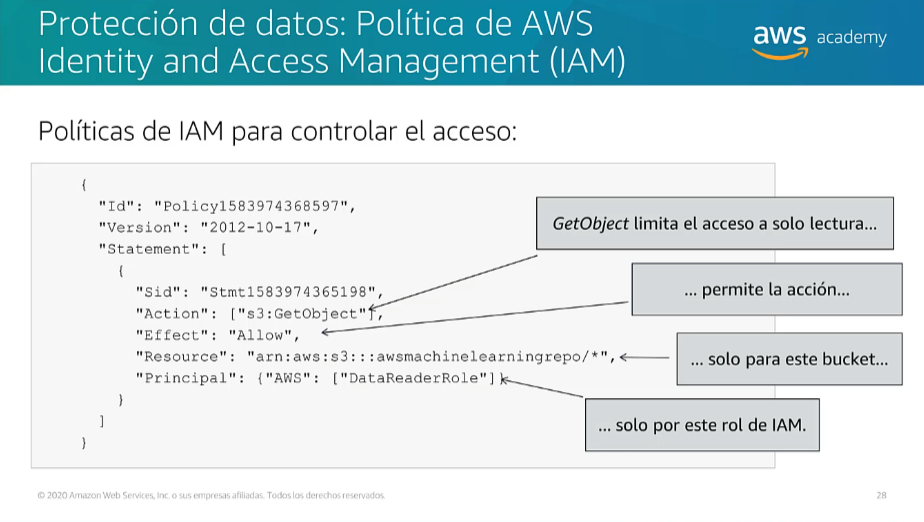 Protección de datos: Política de AWS
Identity and Access Management (IAM)
aws academy
Políticas de IAM para controlar el acceso:
{
"Id": "Policy1583974368597",
"Version": "2012-10-17",
"Statement": [
{
"Sid": "Stmt1583974365198",
"Action": ["s3:GetObject"],
"Effect": "Allow",
"Resource": "arn:aws:s3:::awsmachinelearningrepo/*",
"Principal": {"AWS": ["DataReaderRole"]}
}
]
}
GetObject limita el acceso a solo lectura...
... permite la acción...
... solo para este bucket...
... solo por este rol de IAM.
© 2020 Amazon Web Services, Inc. o sus empresas afiliadas. Todos los derechos reservados.
28